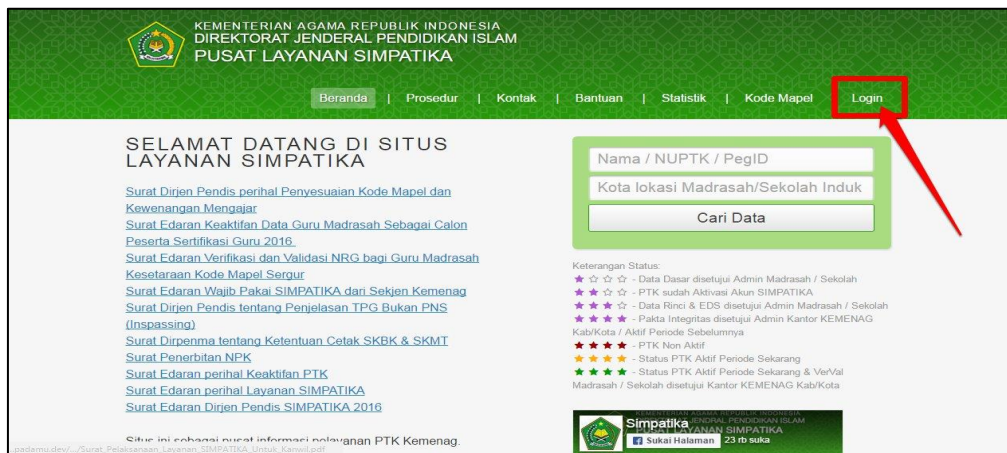 KEMENTERIAN AGAMA REPUBLIK INDONESIA
DIREKTORAT JENDERAL PENDIDIKAN ISLAM
PUSAT LAYANAN SIMPATIKA
Beranda | Prosedur | Kontak | Bantuan | Statistik | Kode Mapel Login
SELAMAT DATANG DI SITUS
LAYANAN SIMPATIKA
Surat Dirjen Pendis perihal Penyesuaian Kode Mapel dan
Kewenangan Mengajar
Surat Edaran Keaktifan Data Guru Madrasah Sebagai Calon
Peserta Sertifikasi Guru 2016
Surat Edaran Verifikasi dan Validasi NRG bagi Guru Madrasah
Kesetaraan Kode Mapel Sergur
Surat Edaran Wajib Pakai SIMPATIKA dari Sekjen Kemenag
Surat Dirjen Pendis tentang Penjelasan TPG Bukan PNS
(Inspassing)
Surat Dirpenma tentang Ketentuan Cetak SKBK & SKMT
Surat Penerbitan NPK
Surat Edaran perihal Keaktifan PTK
Surat Edaran perihal Layanan SIMPATIKA
Surat Edaran Dirjen Pendis SIMPATIKA 2016
Situs ini sebagai pusat informasi pelayanan PTK Kemenag.
padamu.dev/.../Surat_Pelaksanaan_Layanan_SIMPATIKA_Untuk_Kanwil.pdf
Nama / NUPTK / PegID
Kota lokasi Madrasah/Sekolah Induk
Cari Data
Keterangan Status:
★ ☆ ☆ ☆ - Data Dasar disetujui Admin Madrasah / Sekolah
★ ★ ☆ ☆ - PTK sudah Aktivasi Akun SIMPATIKA
★ ★ ★ ☆ - Data Rinci & EDS disetujui Admin Madrasah / Sekolah
★ ★ ★ ★ - Pakta Integritas disetujui Admin Kantor KEMENAG
Kab/Kota / Aktif Periode Sebelumnya
★ ★ ★ ★ - PTK Non Aktif
★ ★ ★ ★ - Status PTK Aktif Periode Sekarang
★ ★ ★ ★ - Status PTK Aktif Periode Sekarang & VerVal
Madrasah / Sekolah disetujui Kantor KEMENAG Kab/Kota
KEMENTERIAN AGAMA REPUBLIK INDONESIA
Simpatika JENDRAL PENDIDIKAN ISLAM
PUSAT LAYANAN SIMPATIKA
Sukai Halaman 23 rb suka